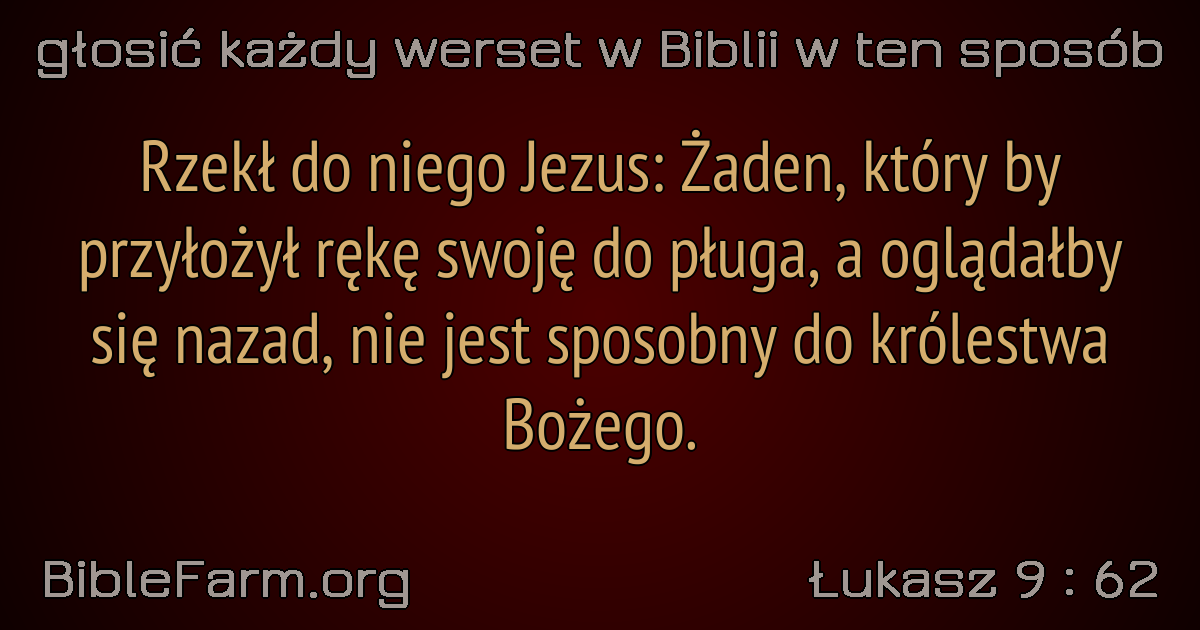 głosić każdy werset w Biblii w ten sposób
Rzekł do niego Jezus: Żaden, który by
przyłożył rękę swoję do pługa, a oglądałby
się nazad, nie jest sposobny do królestwa
Bożego.
BibleFarm.org
Łukasz 9 : 62